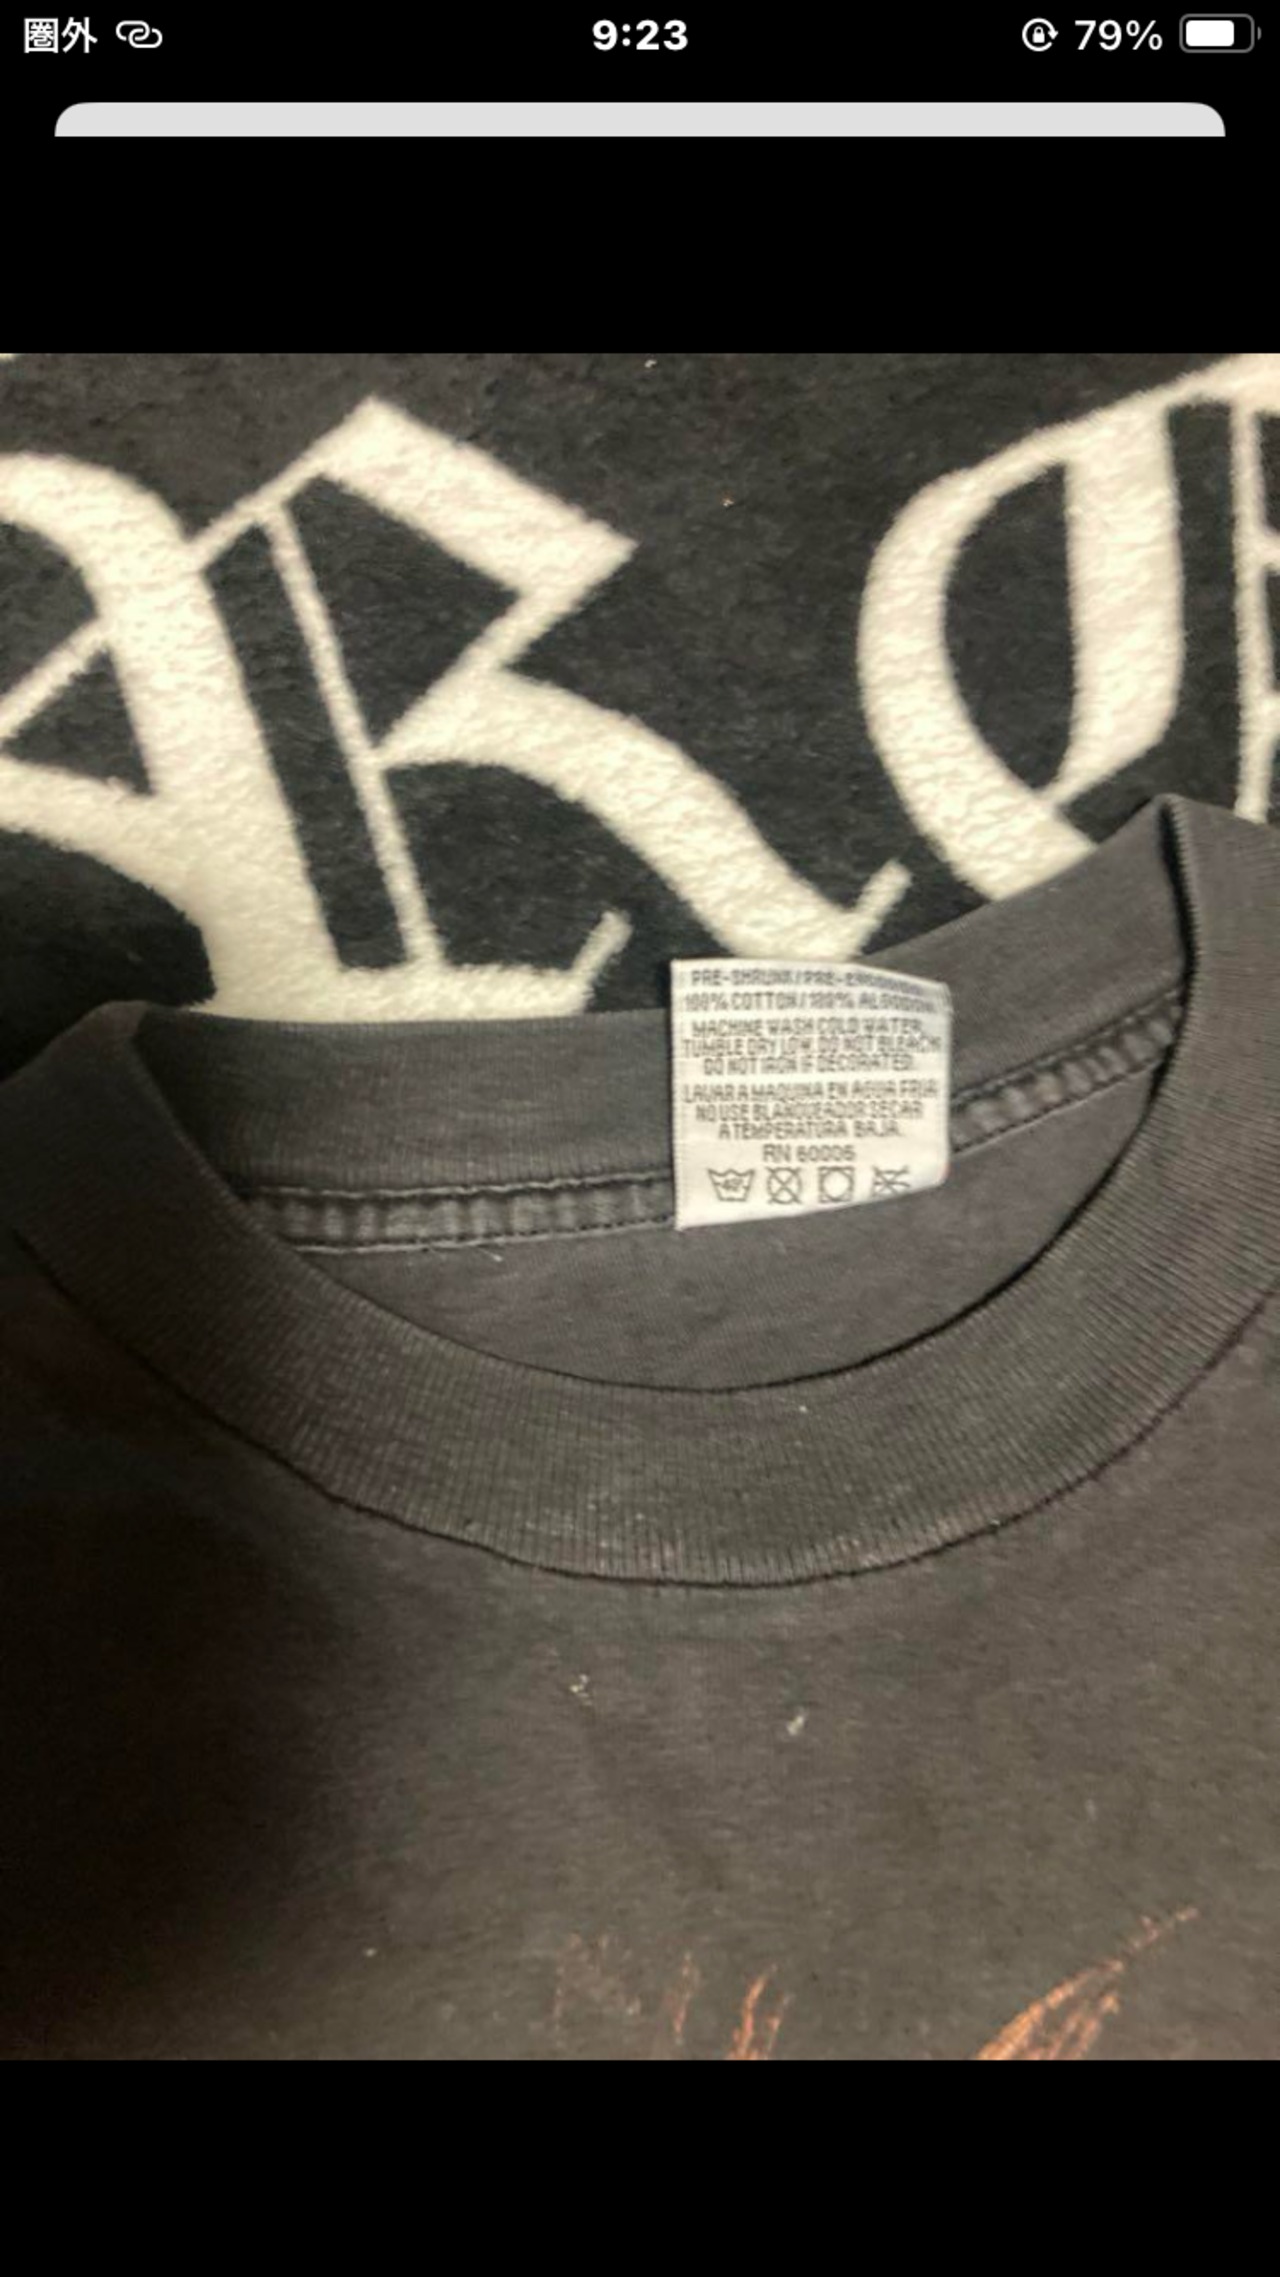 圏外 9:23 79%
R
PRE-SHRUNK/PRE-ENCOGIDO
100% COTTON/100% ALGODON
MACHINE WASH COLD WATER,
TUMBLE DRY LOW. DO NOT BLEACH.
DO NOT IRON IF DECORATED.
LAVAR A MAQUINA EN AGUA FRIA
NO USE BLANQUEADOR SECAR
A TEMPERATURA BAJA.
RN 60006
40